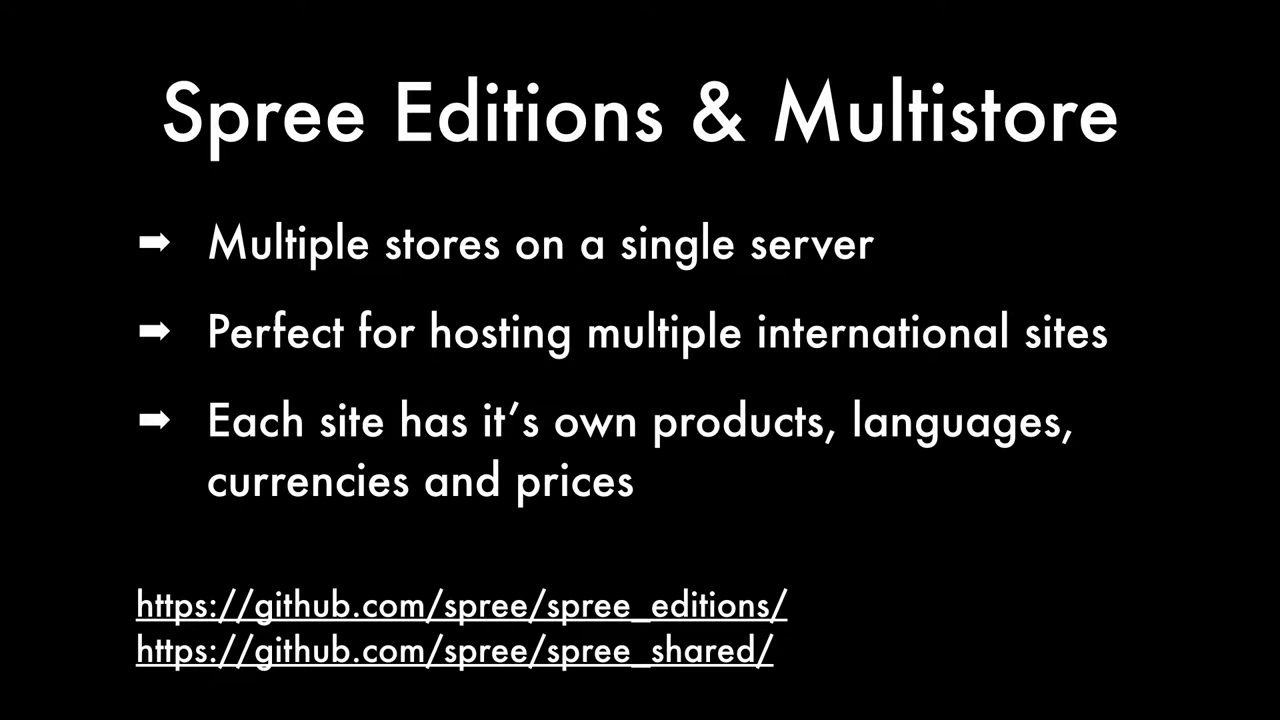 Spree Editions & Multistore
➡ Multiple stores on a single server
➡ Perfect for hosting multiple international sites
➡ Each site has it’s own products, languages,
currencies and prices
https://github.com/spree/spree_editions/
https://github.com/spree/spree_shared/